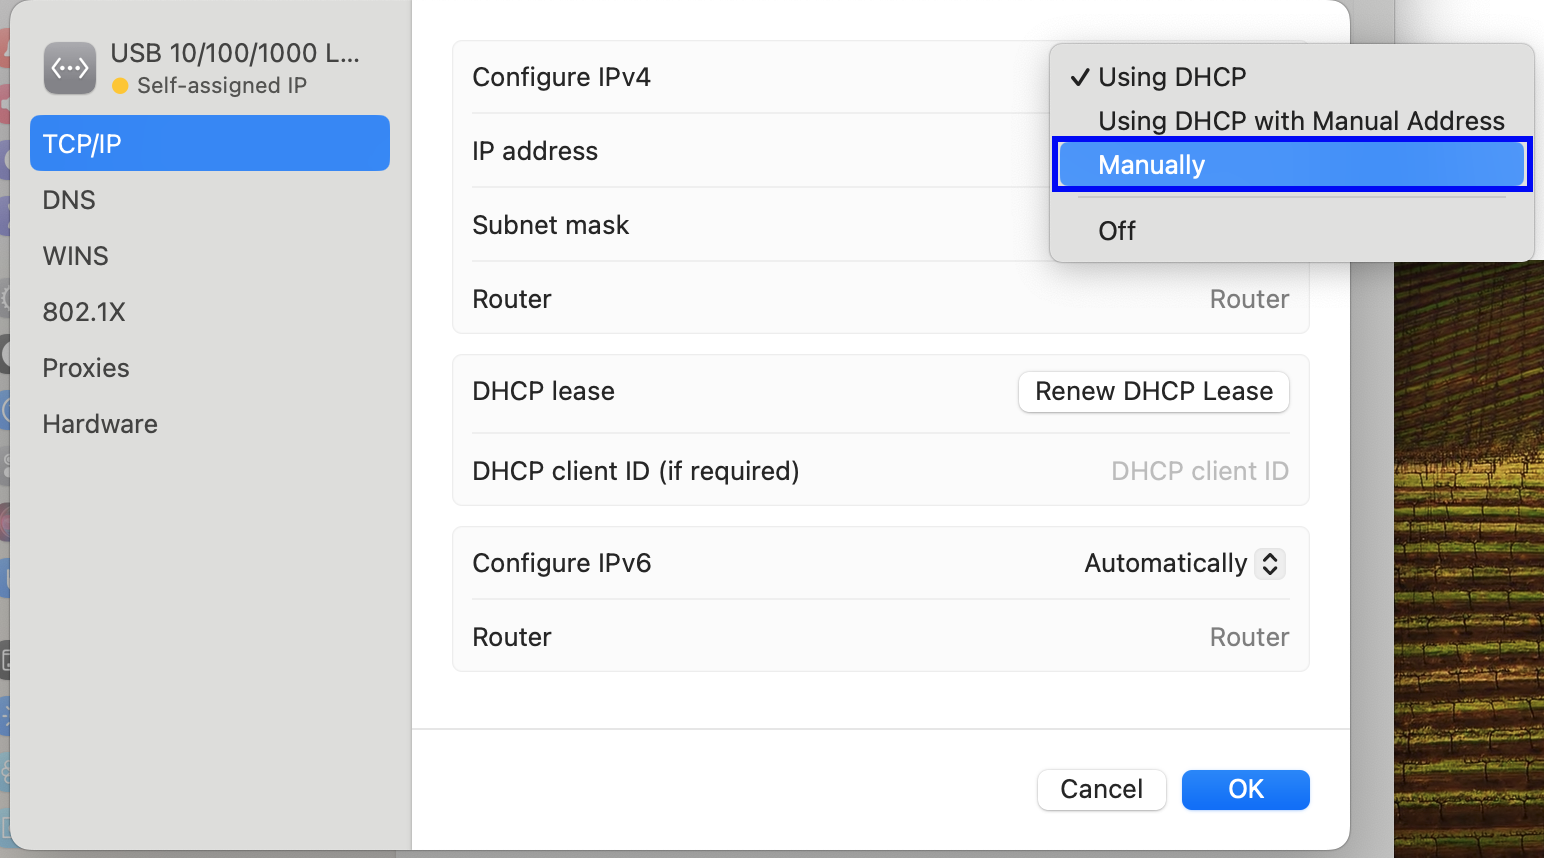 USB 10/100/1000 L...
Self-assigned IP
TCP/IP
DNS
WINS
802.1X
Proxies
Hardware
Configure IPv4
✓ Using DHCP
Using DHCP with Manual Address
Manually
Off
IP address
Subnet mask
Router Router
DHCP lease Renew DHCP Lease
DHCP client ID (if required) DHCP client ID
Configure IPv6 Automatically
Router Router
Cancel OK